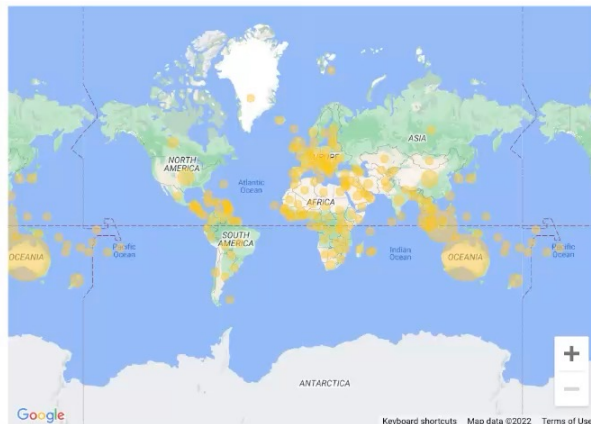 ASIA
NORTH
AMERICA
EUROPE
Atlantic
Ocean
AFRICA
SOUTH
AMERICA
OCEANIA
Pacific
Ocean
Indian
Ocean
OCEANIA
Pacific
Ocean
ANTARCTICA
+
Google
Keyboard shortcuts Map data ©2022 Terms of Use